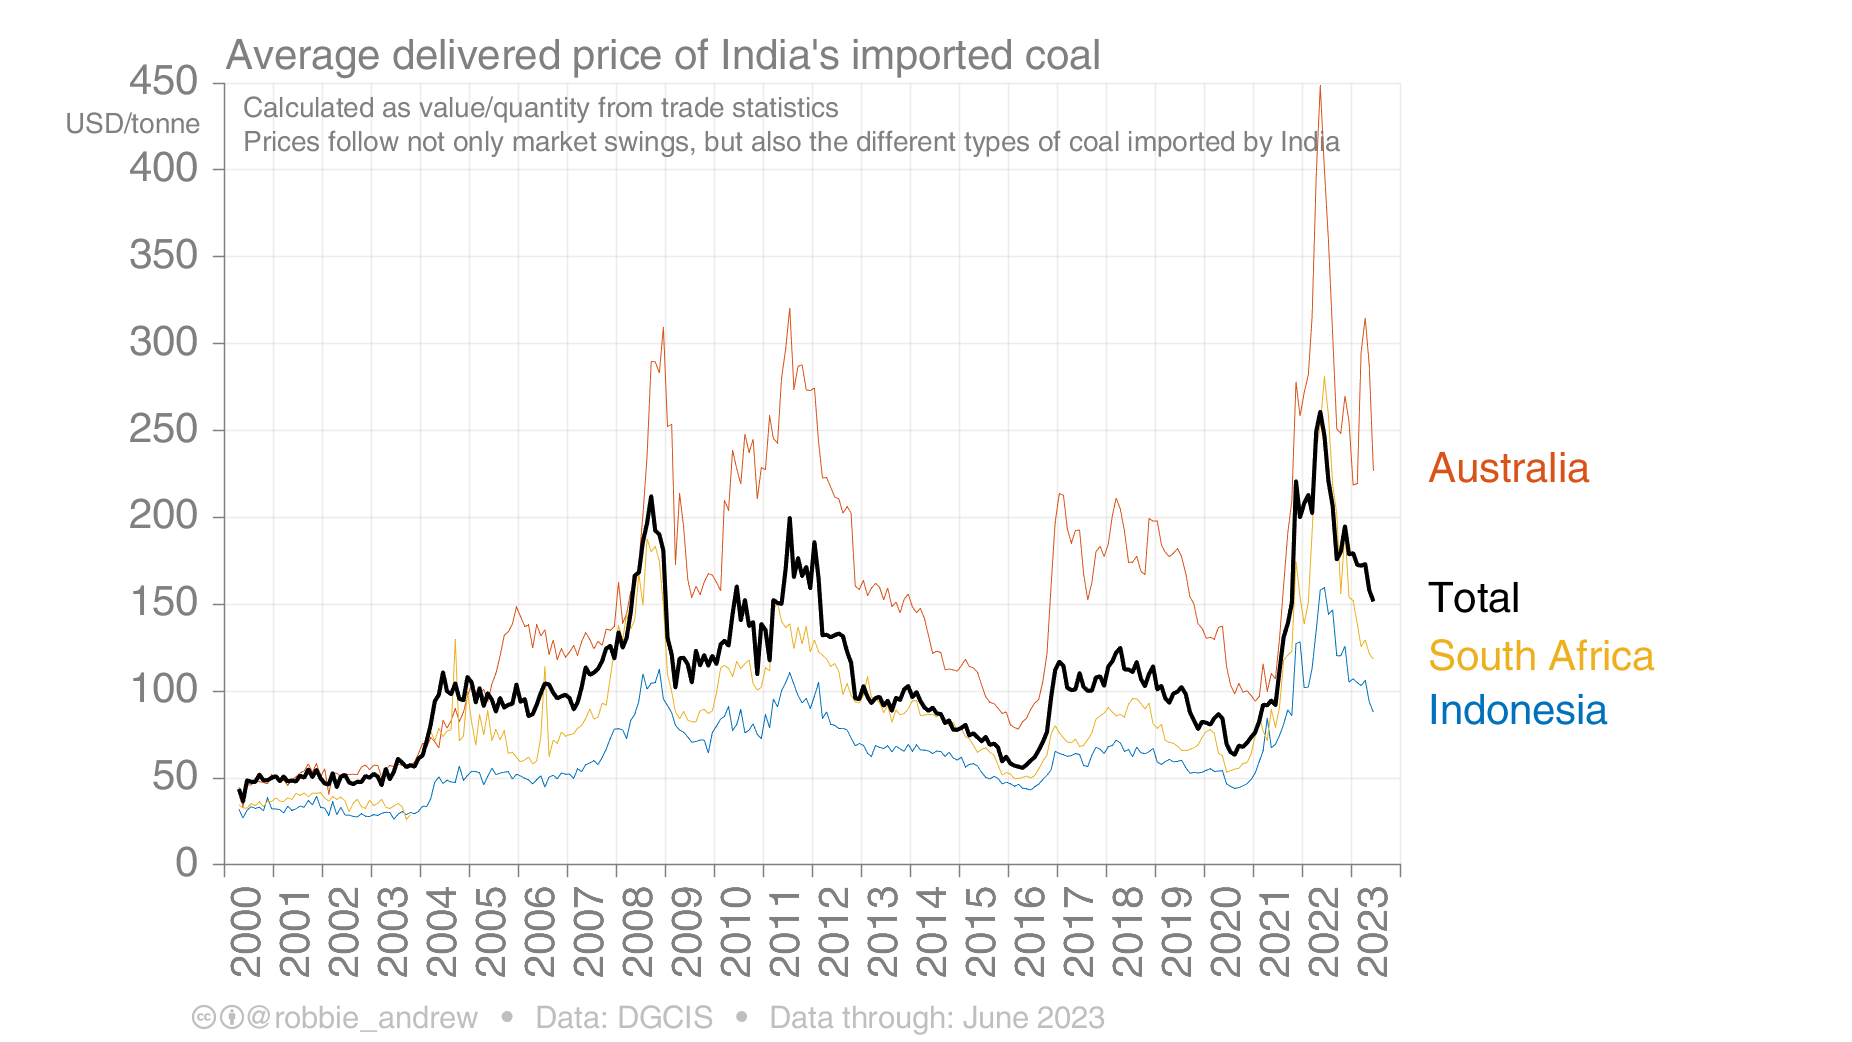 Average delivered price of India's imported coal
450
USD/tonne
Calculated as value/quantity from trade statistics
Prices follow not only market swings, but also the different types of coal imported by India
400
350
300
250
200
150
100
50
0
Australia
Total
South Africa
Indonesia
2000 2001 2002 2003 2004 2005 2006 2007 2008 2009 2010 2011 2012 2013 2014 2015 2016 2017 2018 2019 2020 2021 2022 2023
cc @robbie_andrew • Data: DGCIS • Data through: June 2023